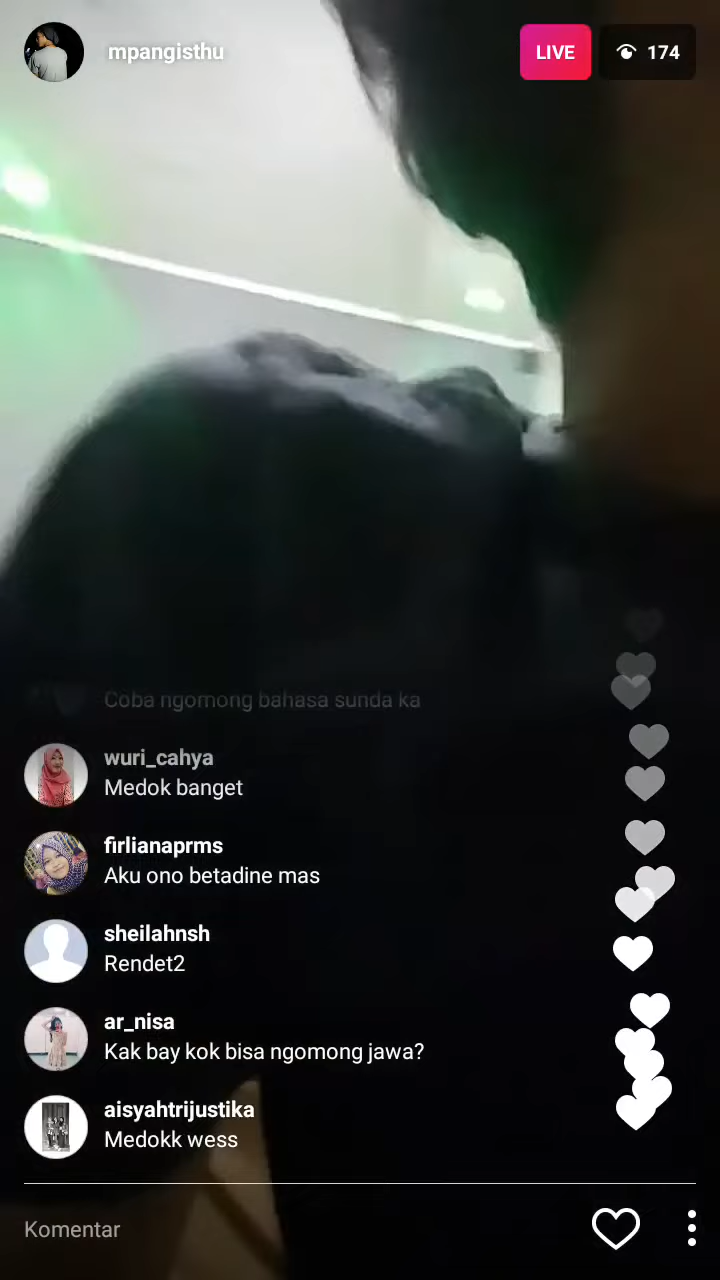 mpangisthu
LIVE
174
Coba ngomong bahasa sunda ka
wuri_cahya
Medok banget
firlianaprms
Aku ono betadine mas
sheilahnsh
Rendet2
ar_nisa
Kak bay kok bisa ngomong jawa?
aisyahtrijustika
Medokk wess
Komentar